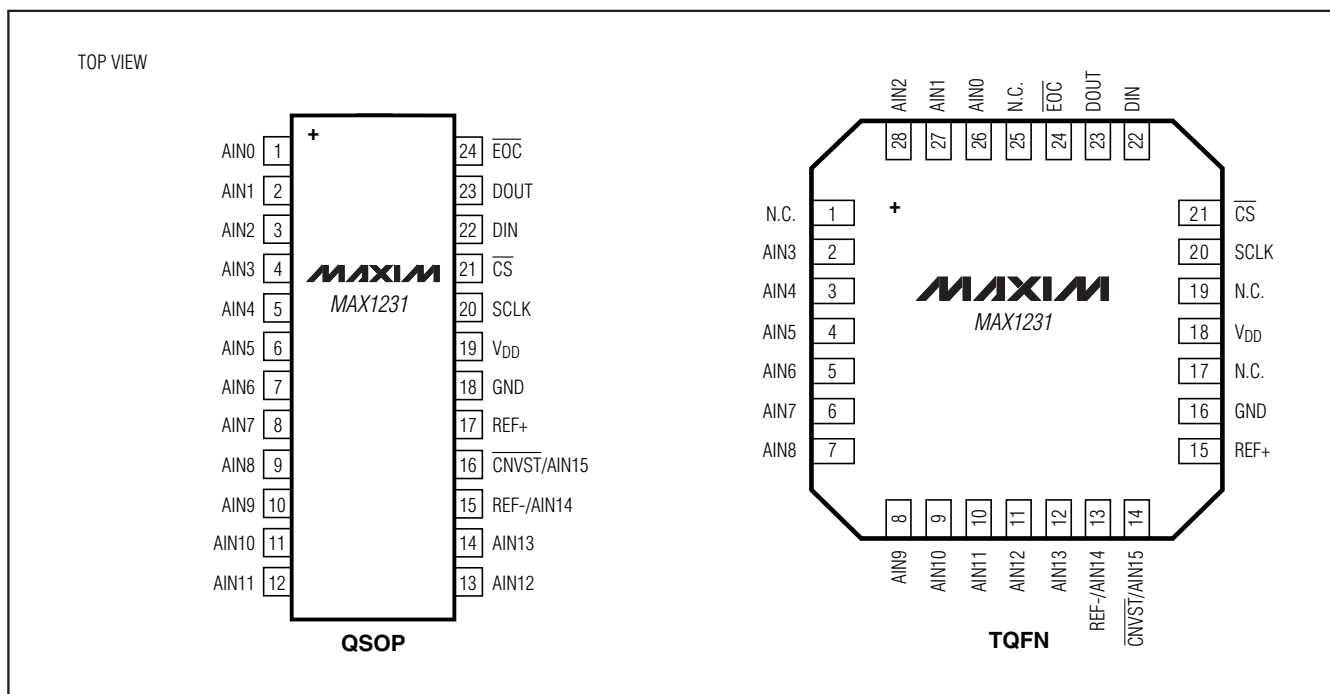 TOP VIEW
+
AIN0 1
AIN1 2
AIN2 3
AIN3 4
AIN4 5
AIN5 6
AIN6 7
AIN7 8
AIN8 9
AIN9 10
AIN10 11
AIN11 12
MAXIM
MAX1231
24 EOC
23 DOUT
22 DIN
21 CS
20 SCLK
19 VDD
18 GND
17 REF+
16 CNVST/AIN15
15 REF-/AIN14
14 AIN13
13 AIN12
QSOP
AIN2 AIN1 AIN0 N.C. EOC DOUT DIN
28 27 26 25 24 23 22
+
N.C. 1
AIN3 2
AIN4 3
AIN5 4
AIN6 5
AIN7 6
AIN8 7
MAXIM
MAX1231
21 CS
20 SCLK
19 N.C.
18 VDD
17 N.C.
16 GND
15 REF+
8 9 10 11 12 13 14
AIN9 AIN10 AIN11 AIN12 AIN13 REF-/AIN14 CNVST/AIN15
TQFN